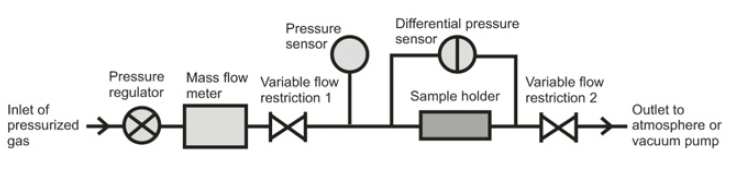 Inlet of
pressurized
gas
Pressure
regulator
Mass flow
meter
Variable flow
restriction 1
Pressure
sensor
Differential pressure
sensor
Sample holder
Variable flow
restriction 2
Outlet to
atmosphere or
vacuum pump